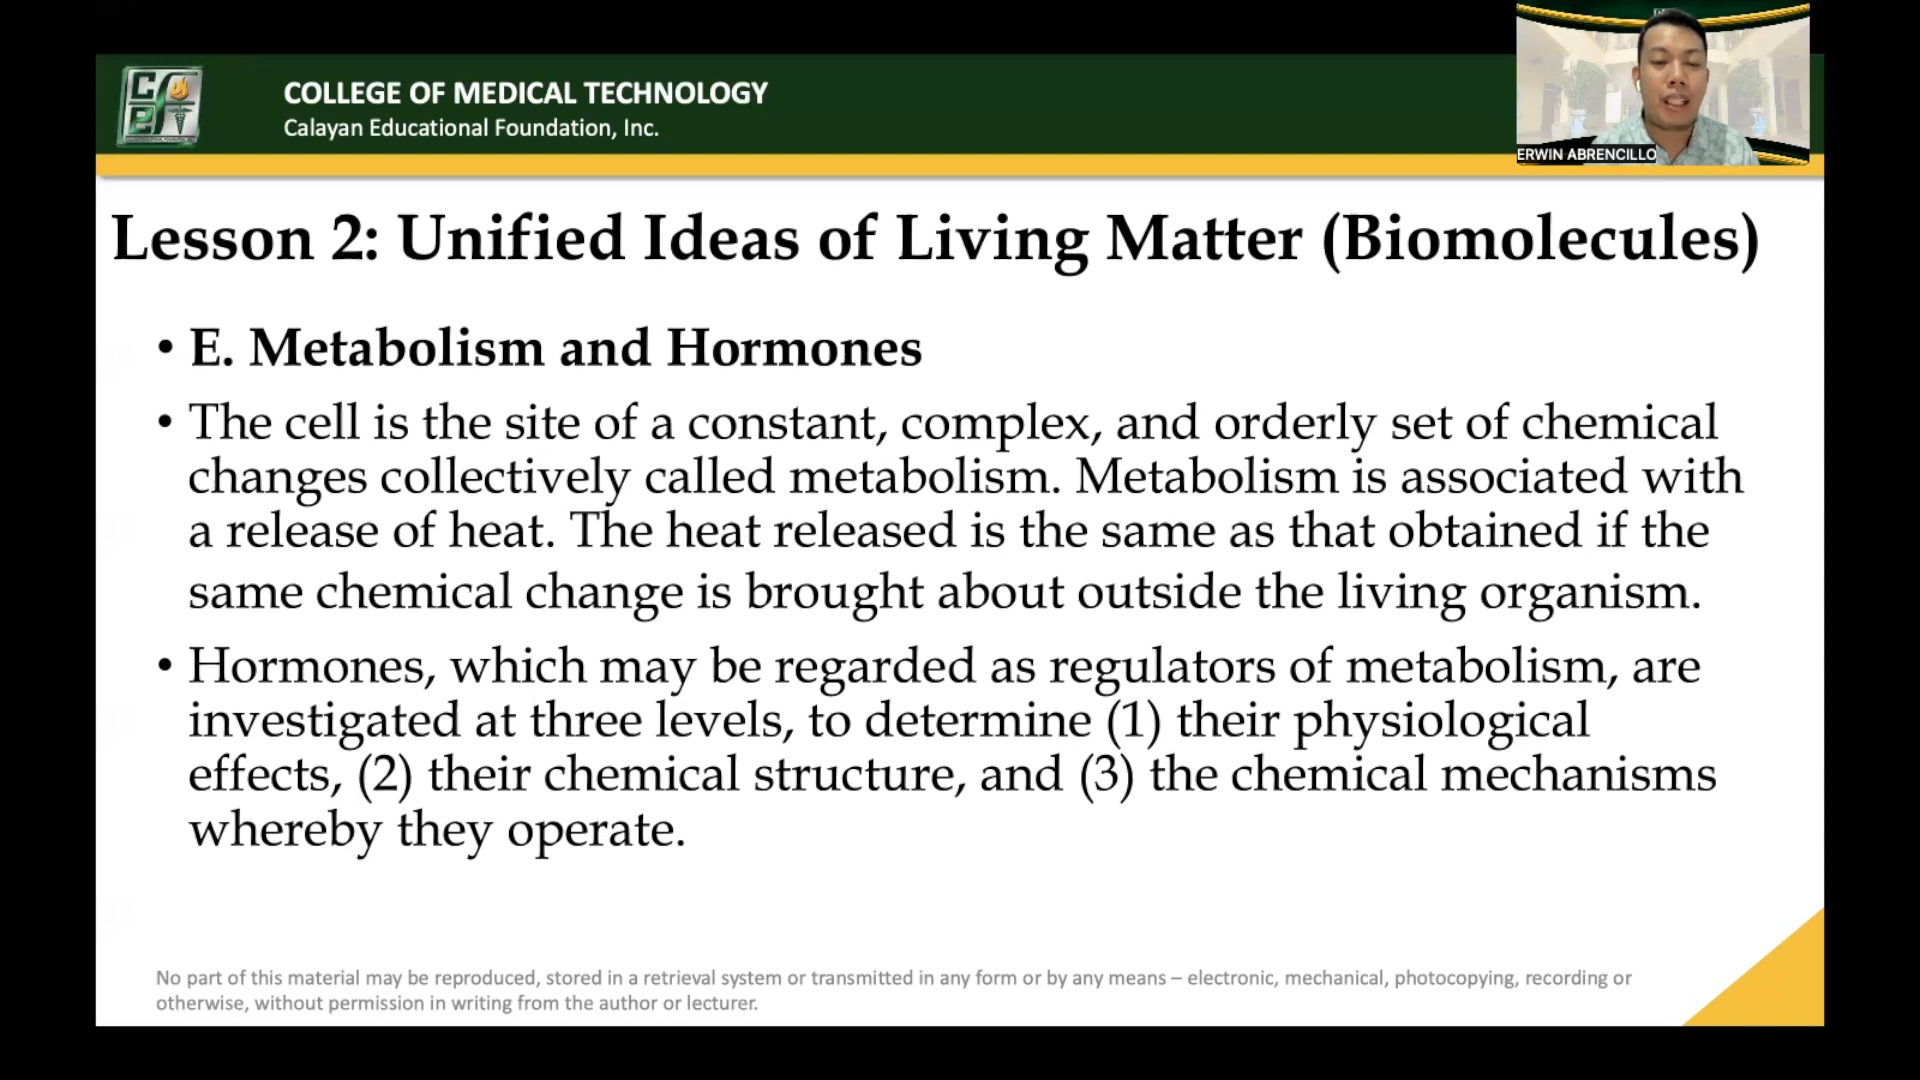 COLLEGE OF MEDICAL TECHNOLOGY
Calayan Educational Foundation, Inc.
ERWIN ABRENCILLO
Lesson 2: Unified Ideas of Living Matter (Biomolecules)
• E. Metabolism and Hormones
• The cell is the site of a constant, complex, and orderly set of chemical
changes collectively called metabolism. Metabolism is associated with
a release of heat. The heat released is the same as that obtained if the
same chemical change is brought about outside the living organism.
• Hormones, which may be regarded as regulators of metabolism, are
investigated at three levels, to determine (1) their physiological
effects, (2) their chemical structure, and (3) the chemical mechanisms
whereby they operate.
No part of this material may be reproduced, stored in a retrieval system or transmitted in any form or by any means – electronic, mechanical, photocopying, recording or
otherwise, without permission in writing from the author or lecturer.